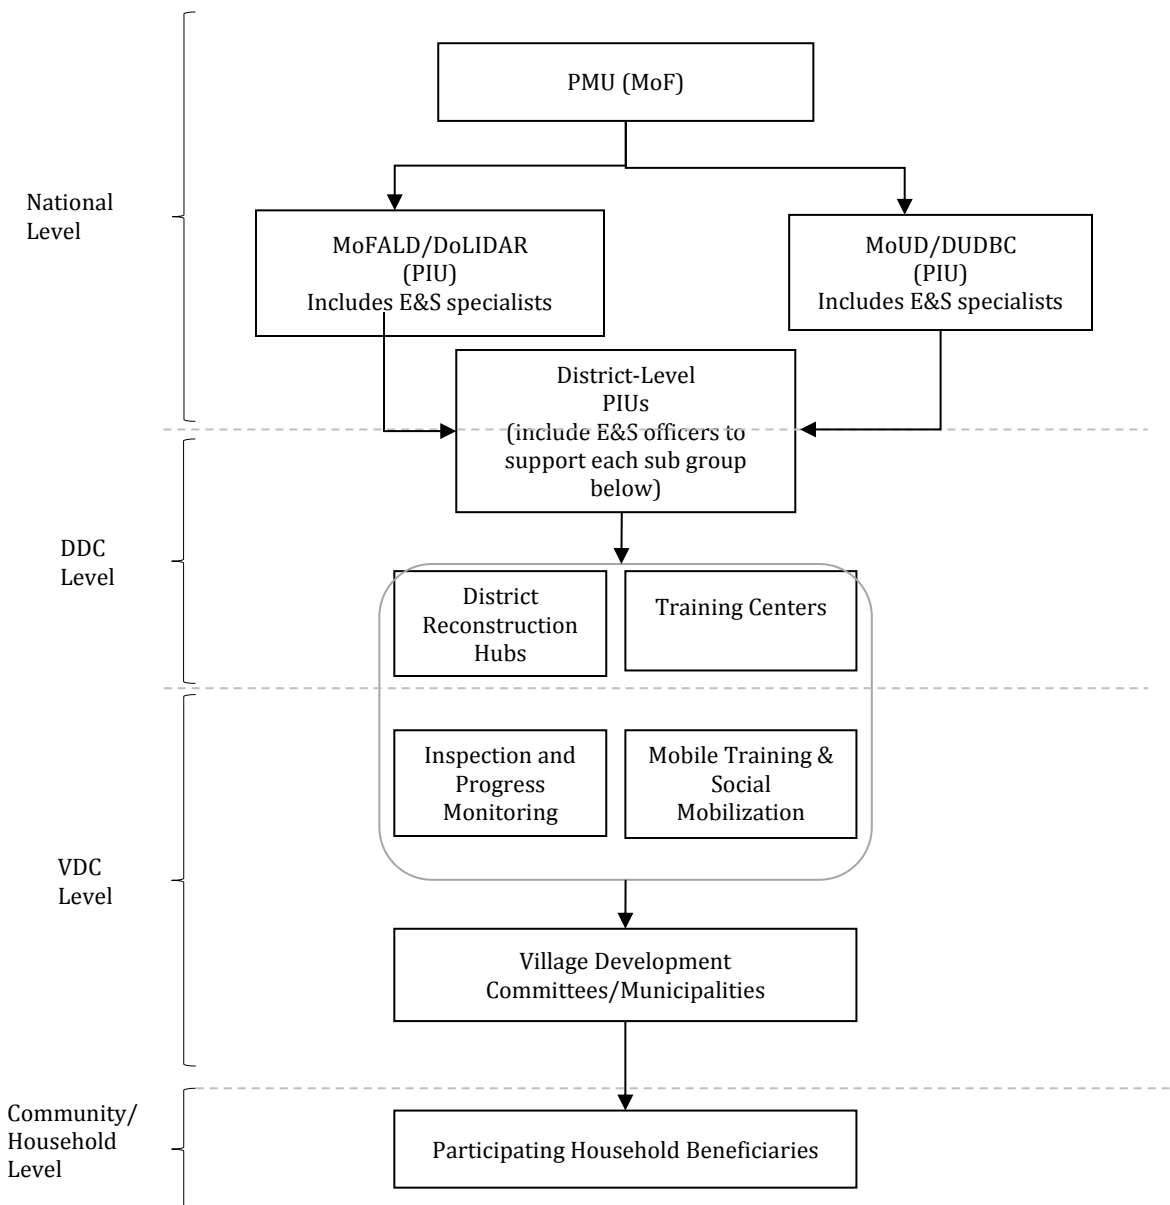 PMU (MoF)
National
Level
MoFALD/DoLIDAR
(PIU)
Includes E&S specialists
MoUD/DUDBC
(PIU)
Includes E&S specialists
District-Level
PIUs
(include E&S officers to
support each sub group
below)
DDC
Level
District
Reconstruction
Hubs
Training Centers
Inspection and
Progress
Monitoring
Mobile Training &
Social
Mobilization
VDC
Level
Village Development
Committees/Municipalities
Community/
Household
Level
Participating Household Beneficiaries